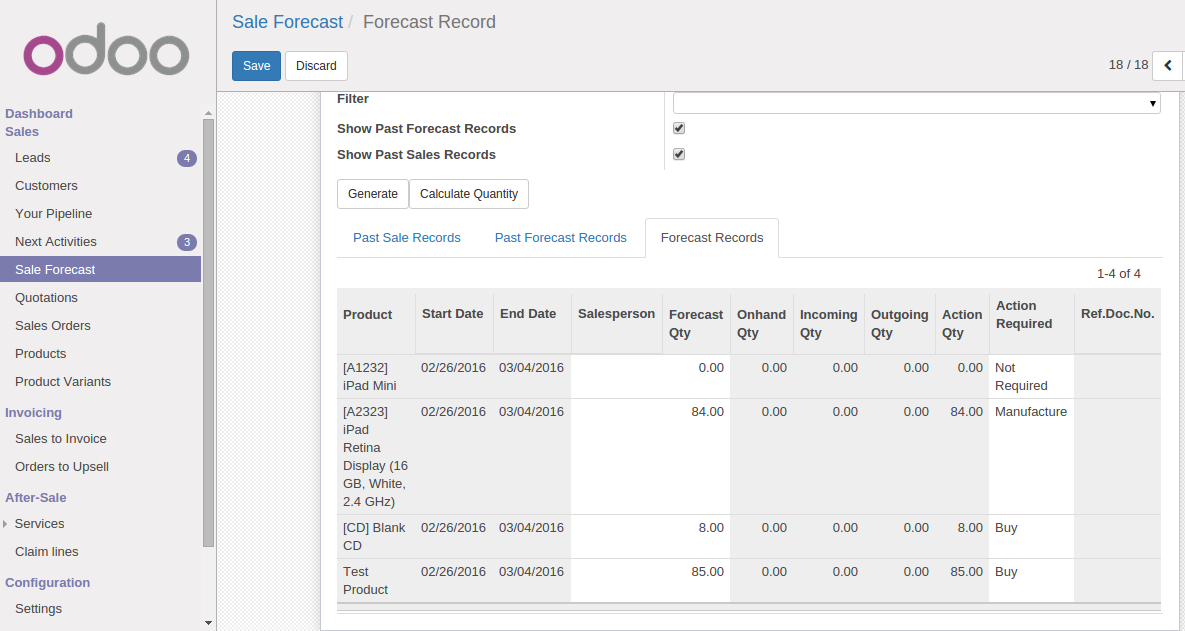 odoo
Dashboard
Sales
Leads 4
Customers
Your Pipeline
Next Activities 3
Sale Forecast
Quotations
Sales Orders
Products
Product Variants
Invoicing
Sales to Invoice
Orders to Upsell
After-Sale
Services
Claim lines
Configuration
Settings
Sale Forecast / Forecast Record
Save Discard 18 / 18
Filter
Show Past Forecast Records
Show Past Sales Records
Generate Calculate Quantity
Past Sale Records Past Forecast Records Forecast Records
1-4 of 4
Product Start Date End Date Salesperson Forecast Qty Onhand Qty Incoming Qty Outgoing Qty Action Qty Action Required Ref.Doc.No.
[A1232] 02/26/2016 03/04/2016 0.00 0.00 0.00 0.00 0.00 Not
iPad Mini Required
[A2323] 02/26/2016 03/04/2016 84.00 0.00 0.00 0.00 84.00 Manufacture
iPad
Retina
Display (16
GB, White,
2.4 GHz)
[CD] Blank 02/26/2016 03/04/2016 8.00 0.00 0.00 0.00 8.00 Buy
CD
Test 02/26/2016 03/04/2016 85.00 0.00 0.00 0.00 85.00 Buy
Product